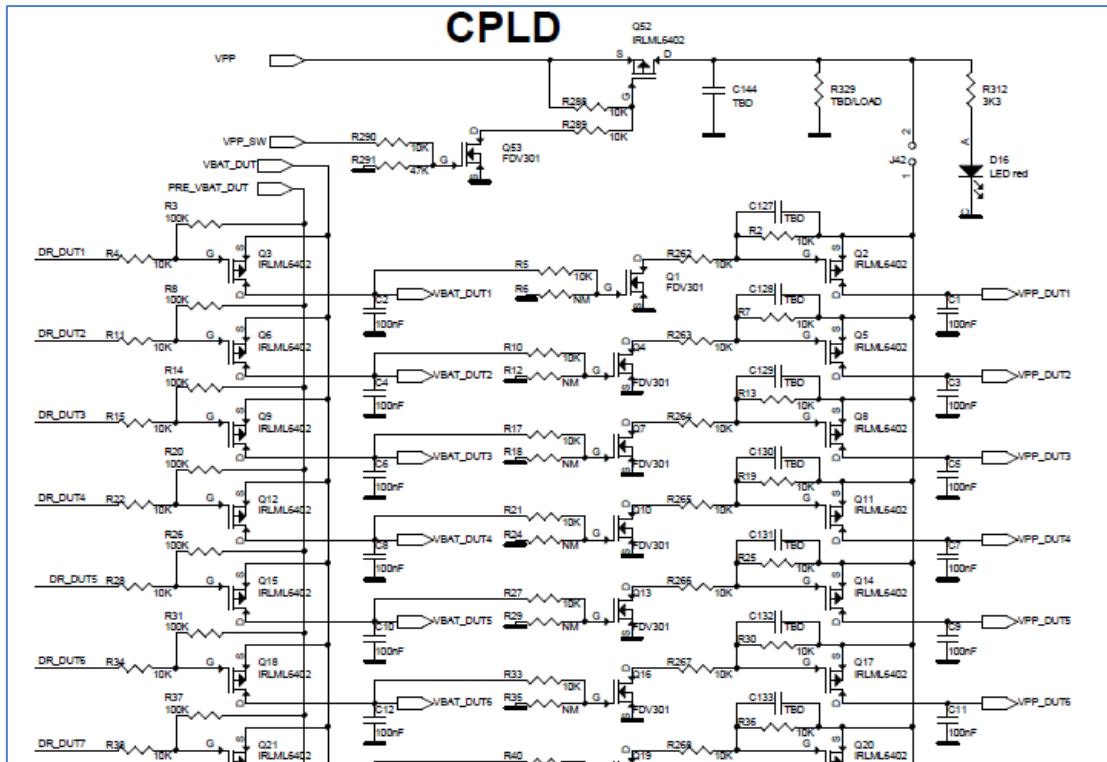 CPLD
Q52
IRLML6402
VPP
S
D
G
R288
10K
R289
10K
C144
TBD
R329
TBD/LOAD
R312
3K3
VPP_SW
R290
10K
R291
47K
G
D
S
Q53
FDV301
2
J42
1
A
D16
LED red
C
VBAT_DUT
PRE_VBAT_DUT
R3
100K
DR_DUT1
R4
10K
G
S
D
Q3
IRLML6402
C2
100nF
VBAT_DUT1
R5
10K
R6
NM
G
D
S
Q1
FDV301
R262
10K
C127
TBD
R2
10K
G
S
D
Q2
IRLML6402
C1
100nF
VPP_DUT1
R8
100K
DR_DUT2
R11
10K
G
S
D
Q6
IRLML6402
C4
100nF
VBAT_DUT2
R10
10K
R12
NM
G
D
S
Q4
FDV301
R263
10K
C128
TBD
R7
10K
G
S
D
Q5
IRLML6402
C3
100nF
VPP_DUT2
R14
100K
DR_DUT3
R15
10K
G
S
D
Q9
IRLML6402
C6
100nF
VBAT_DUT3
R17
10K
R18
NM
G
D
S
Q7
FDV301
R264
10K
C129
TBD
R13
10K
G
S
D
Q8
IRLML6402
C5
100nF
VPP_DUT3
R20
100K
DR_DUT4
R22
10K
G
S
D
Q12
IRLML6402
C8
100nF
VBAT_DUT4
R21
10K
R24
NM
G
D
S
Q10
FDV301
R265
10K
C130
TBD
R19
10K
G
S
D
Q11
IRLML6402
C7
100nF
VPP_DUT4
R26
100K
DR_DUT5
R28
10K
G
S
D
Q15
IRLML6402
C10
100nF
VBAT_DUT5
R27
10K
R29
NM
G
D
S
Q13
FDV301
R266
10K
C131
TBD
R25
10K
G
S
D
Q14
IRLML6402
C9
100nF
VPP_DUT5
R31
100K
DR_DUT6
R34
10K
G
S
D
Q18
IRLML6402
C12
100nF
VBAT_DUT6
R33
10K
R35
NM
G
D
S
Q16
FDV301
R267
10K
C132
TBD
R30
10K
G
S
D
Q17
IRLML6402
C11
100nF
VPP_DUT6
R37
100K
DR_DUT7
R38
10K
G
S
Q21
IRLML6402
R40
10K
D
Q19
R268
10K
C133
TBD
R36
10K
G
S
Q20
IRLML6402